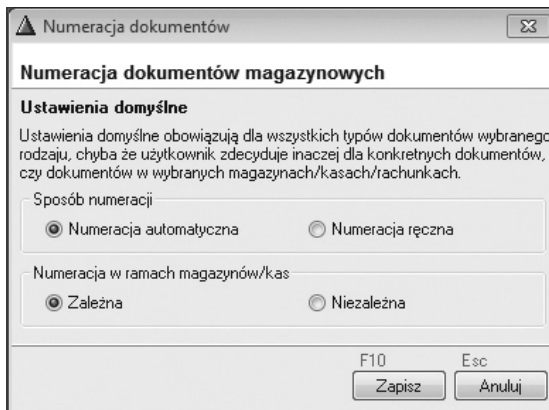 Numeracja dokumentów
Numeracja dokumentów magazynowych
Ustawienia domyślne
Ustawienia domyślne obowiązują dla wszystkich typów dokumentów wybranego
rodzaju, chyba że użytkownik zdecyduje inaczej dla konkretnych dokumentów,
czy dokumentów w wybranych magazynach/kasach/rachunkach.
Sposób numeracji
Numeracja automatyczna Numeracja ręczna
Numeracja w ramach magazynów/kas
Zależna Niezależna
F10 Esc
Zapisz Anuluj